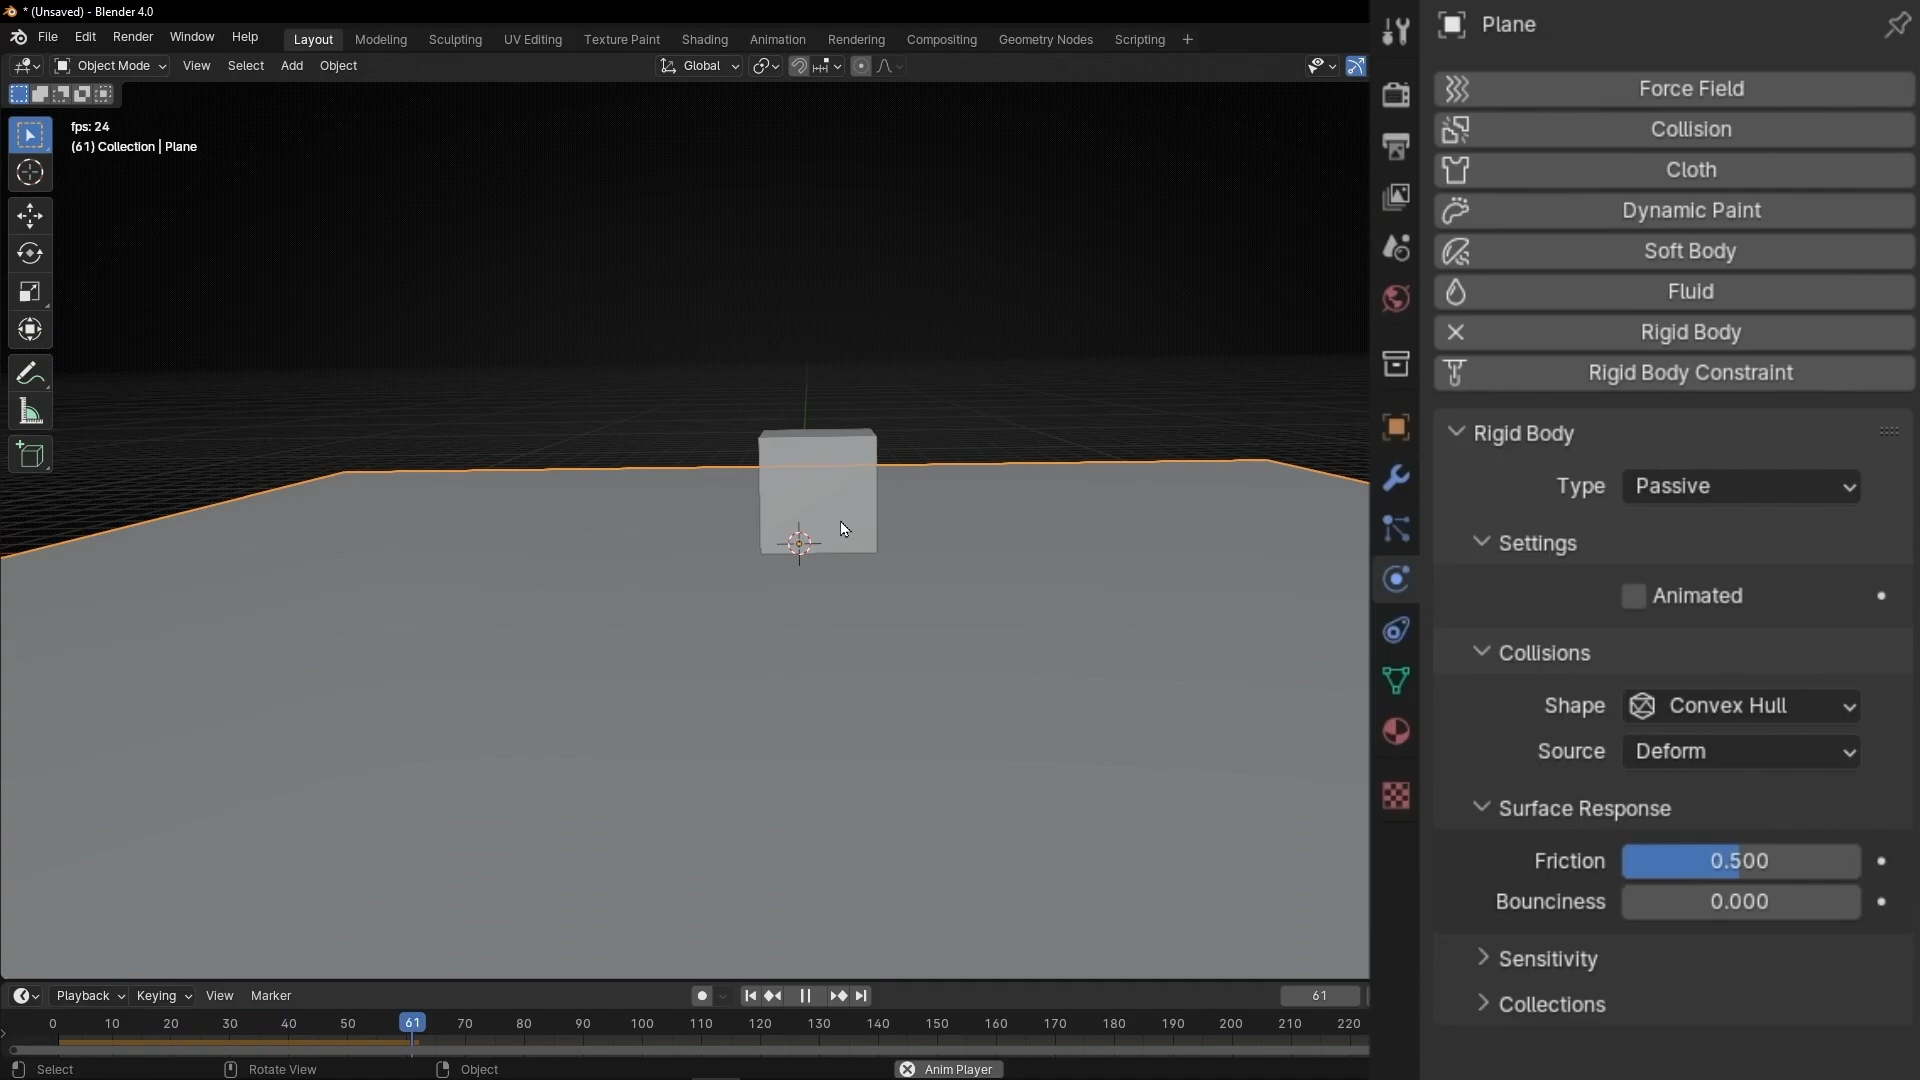 * (Unsaved) - Blender 4.0
File Edit Render Window Help Layout Modeling Sculpting UV Editing Texture Paint Shading Animation Rendering Compositing Geometry Nodes Scripting +
Object Mode View Select Add Object Global
fps: 24
(61) Collection | Plane
Plane
Force Field
Collision
Cloth
Dynamic Paint
Soft Body
Fluid
Rigid Body
Rigid Body Constraint
Rigid Body
Type Passive
Settings
Animated
Collisions
Shape Convex Hull
Source Deform
Surface Response
Friction 0.500
Bounciness 0.000
Sensitivity
Collections
Playback Keying View Marker 61
0 10 20 30 40 50 61 70 80 90 100 110 120 130 140 150 160 170 180 190 200 210 220
Select Rotate View Object Anim Player